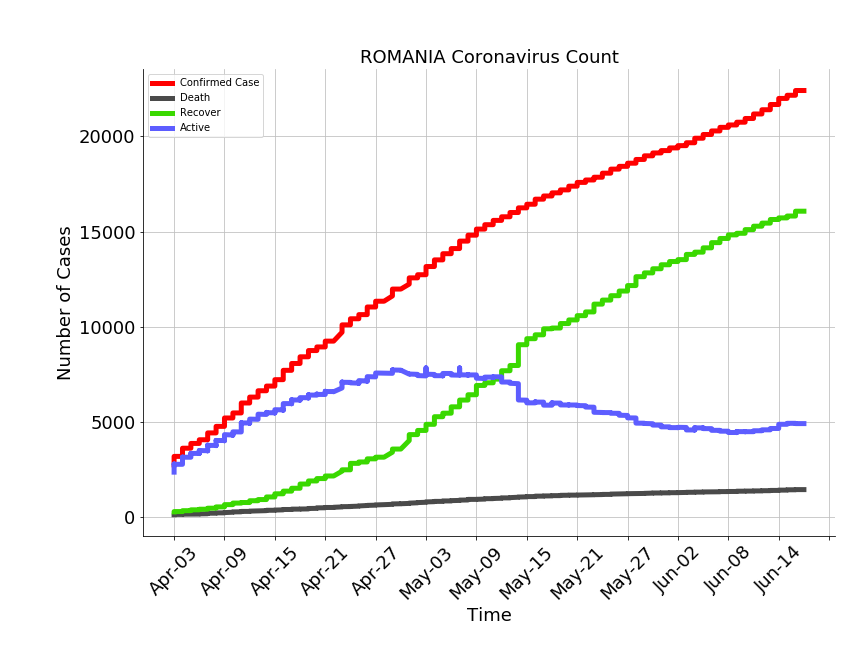 ROMANIA Coronavirus Count
Confirmed Case
Death
Recover
Active
Number of Cases
20000
15000
10000
5000
0
Apr-03 Apr-09 Apr-15 Apr-21 Apr-27 May-03 May-09 May-15 May-21 May-27 Jun-02 Jun-08 Jun-14
Time